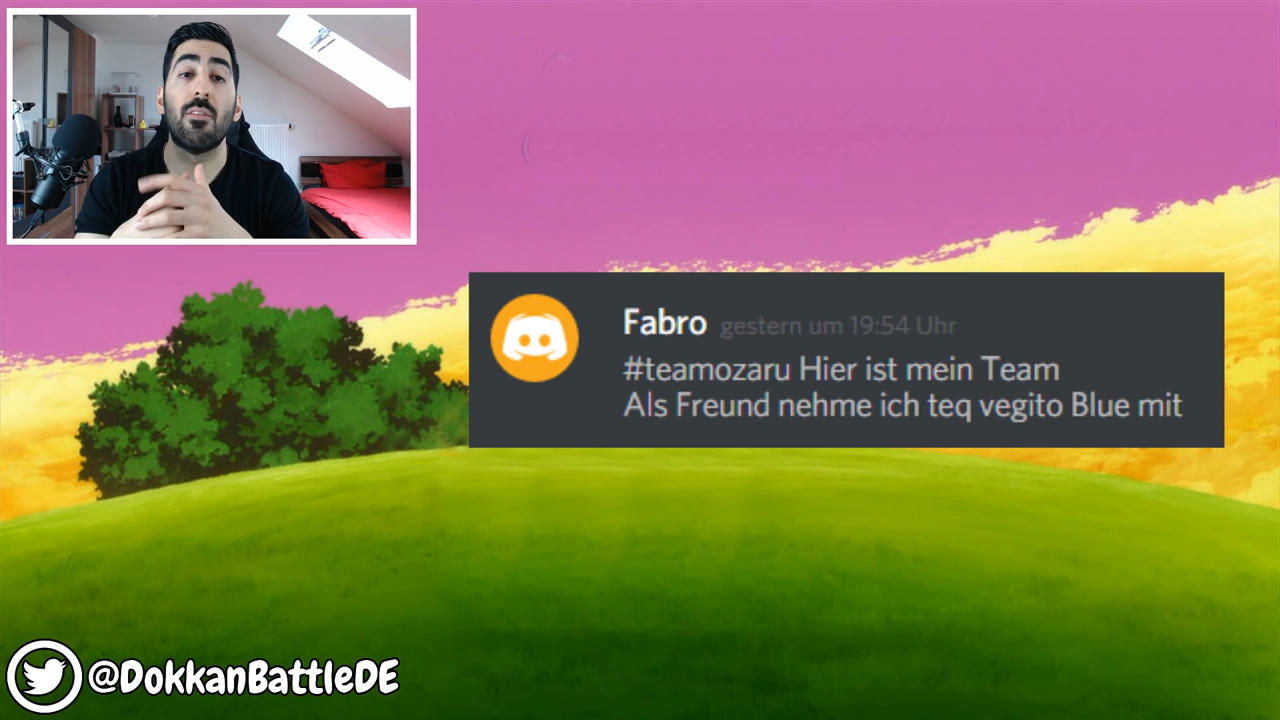 Fabro gestern um 19:54 Uhr
#teamozaru Hier ist mein Team
Als Freund nehme ich teq vegito Blue mit
@DokkanBattleDE